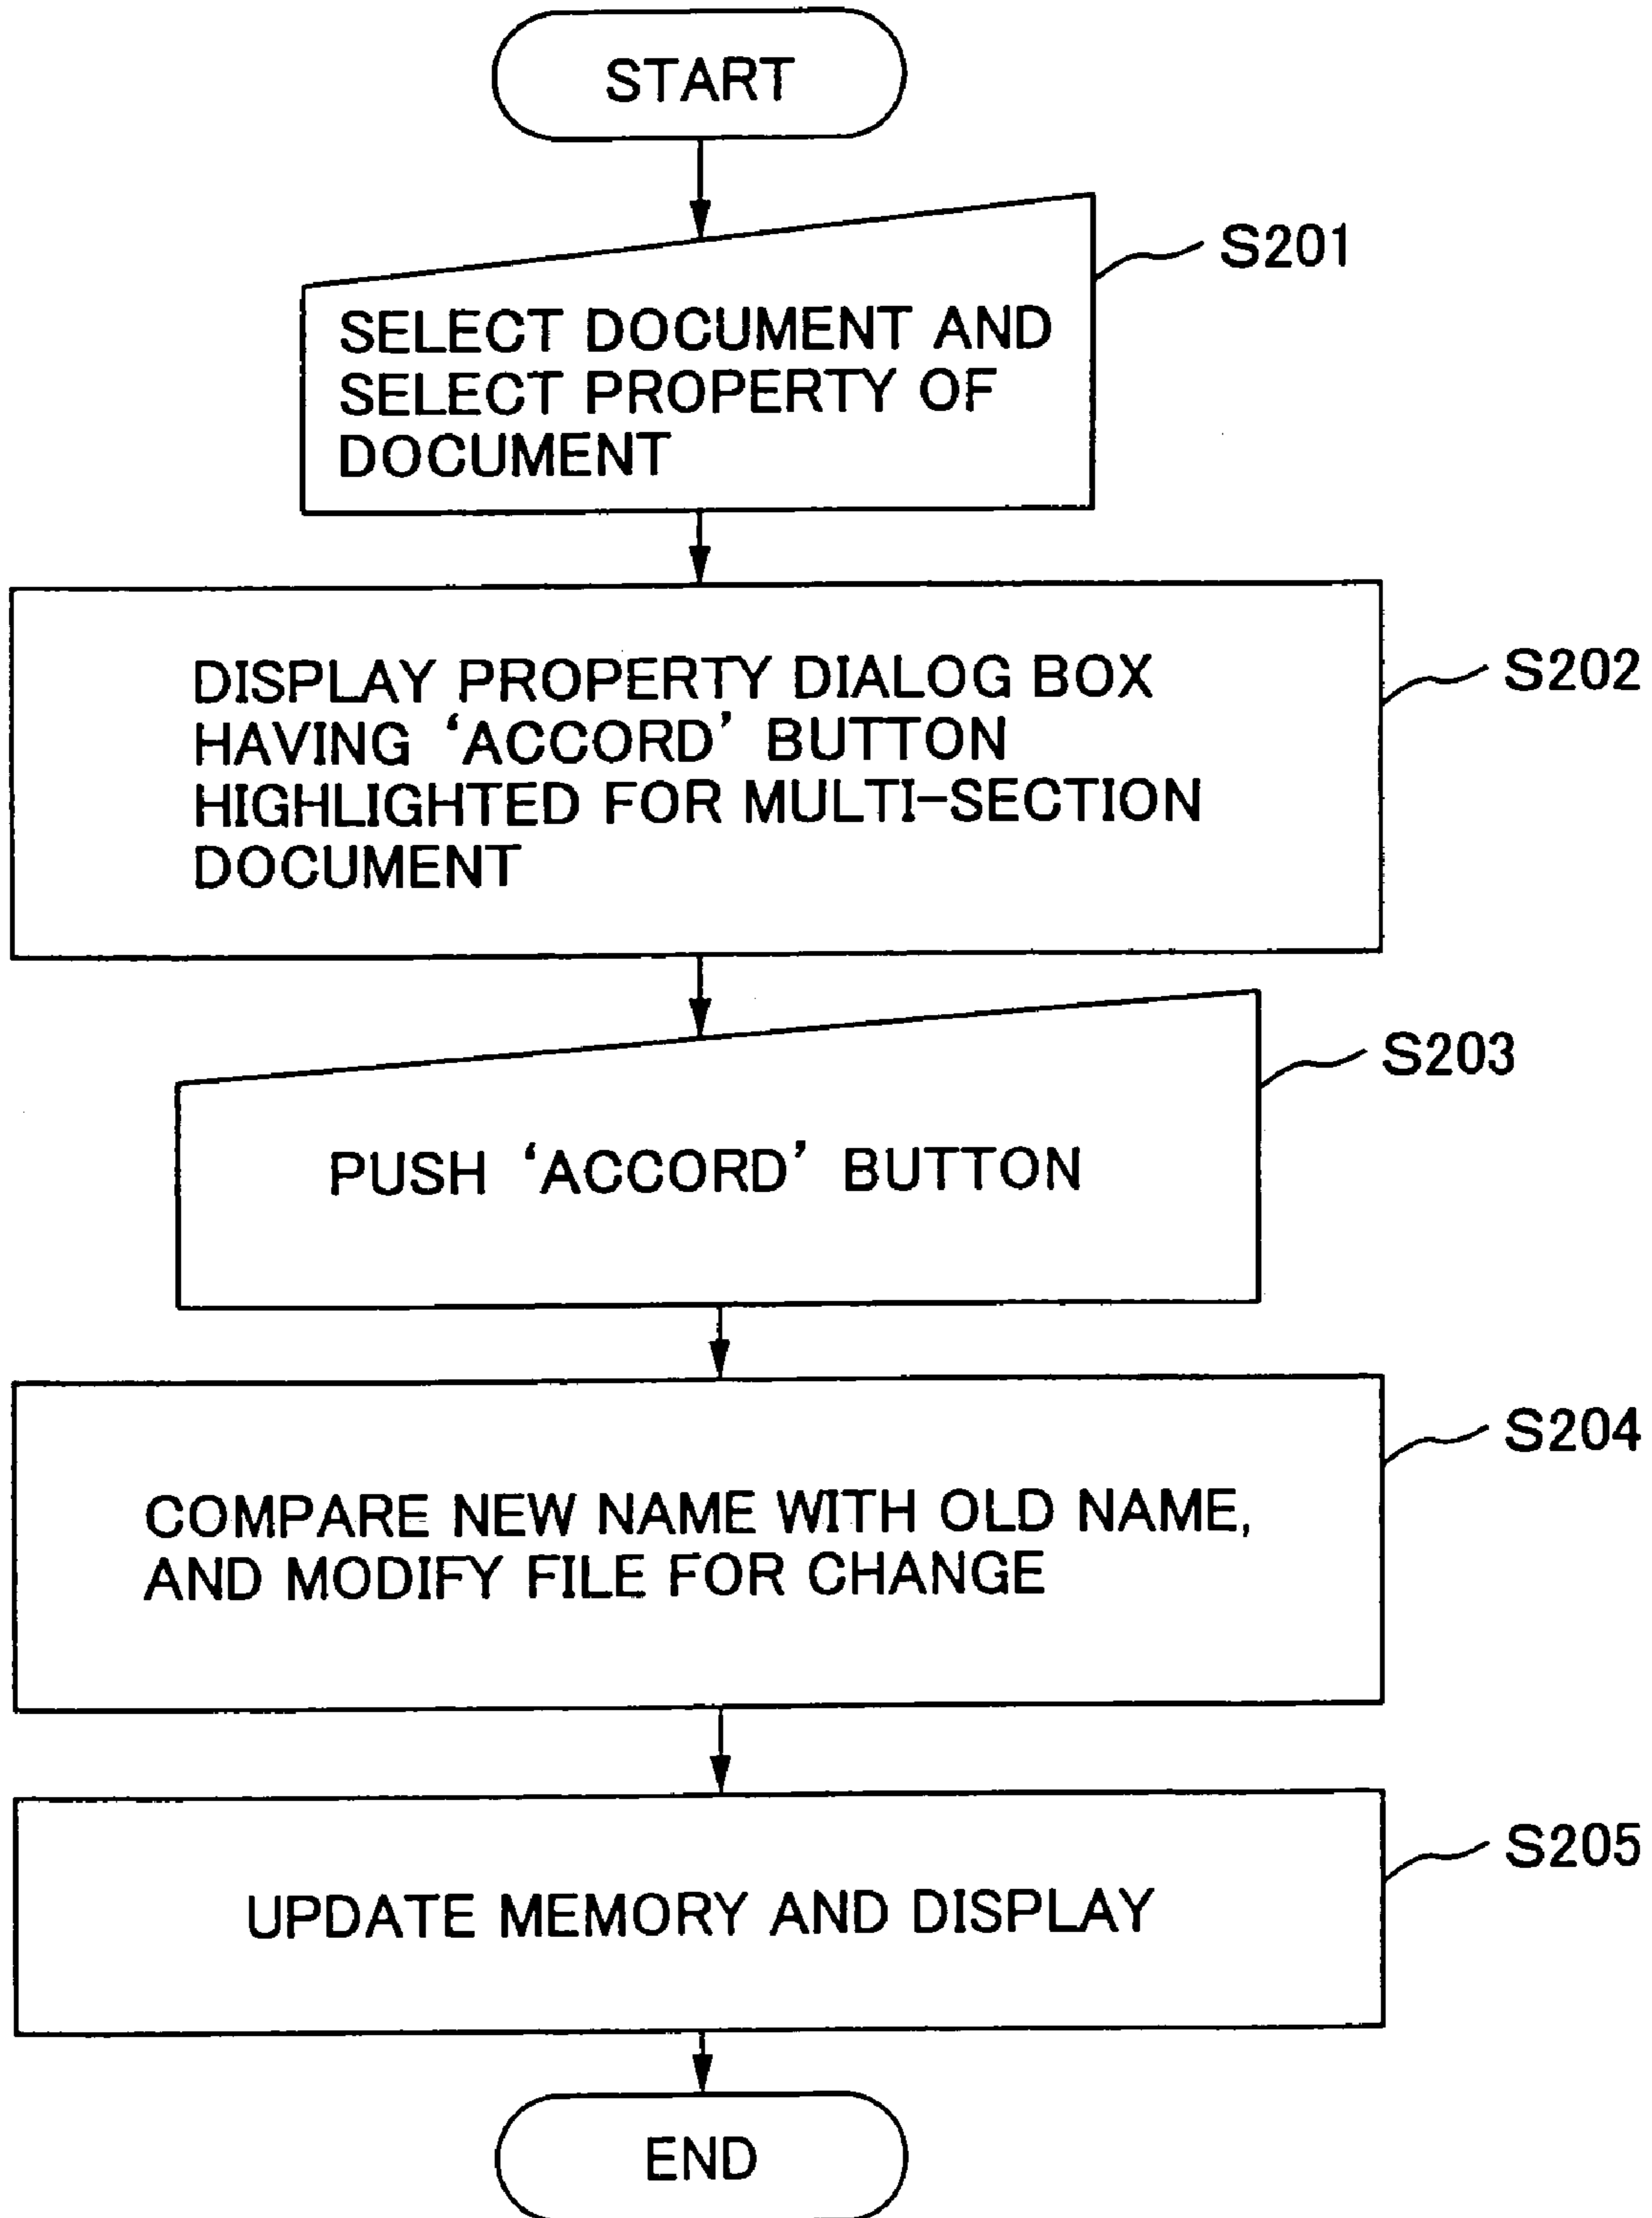 START
S201
SELECT DOCUMENT AND
SELECT PROPERTY OF
DOCUMENT
S202
DISPLAY PROPERTY DIALOG BOX
HAVING ‘ACCORD’ BUTTON
HIGHLIGHTED FOR MULTI-SECTION
DOCUMENT
S203
PUSH ‘ACCORD’ BUTTON
S204
COMPARE NEW NAME WITH OLD NAME,
AND MODIFY FILE FOR CHANGE
S205
UPDATE MEMORY AND DISPLAY
END